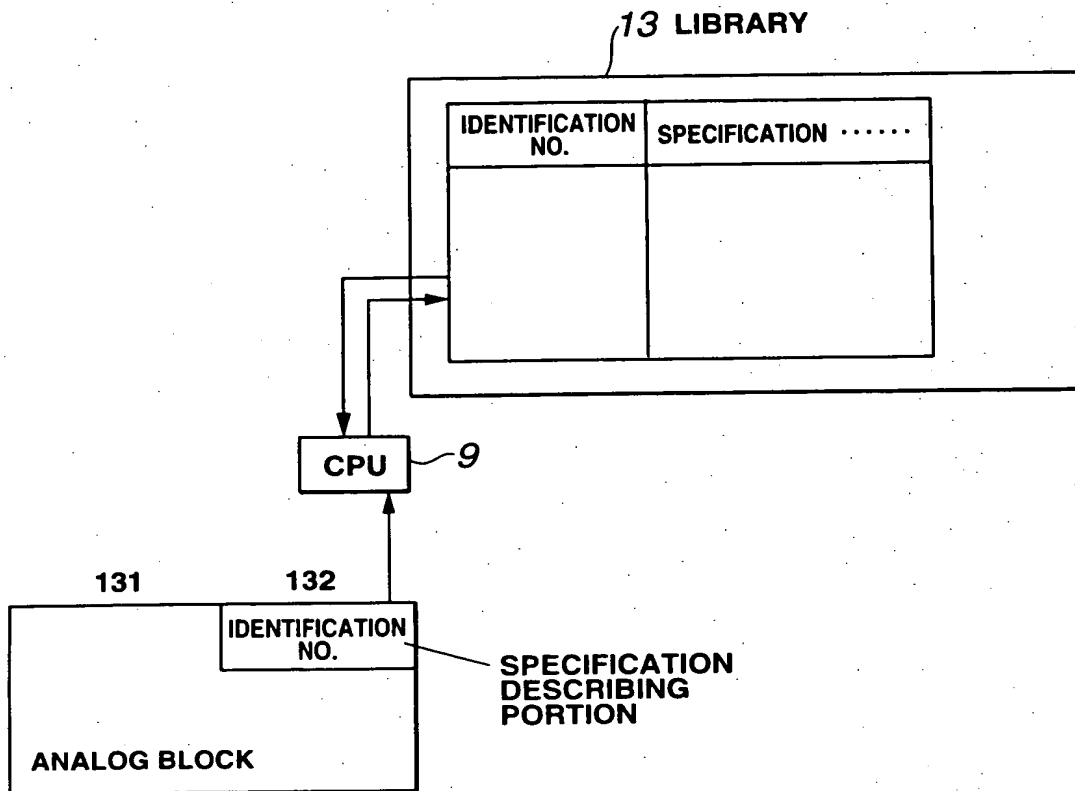 13 LIBRARY
IDENTIFICATION
NO.
SPECIFICATION ......
CPU
9
131
132
IDENTIFICATION
NO.
SPECIFICATION
DESCRIBING
PORTION
ANALOG BLOCK